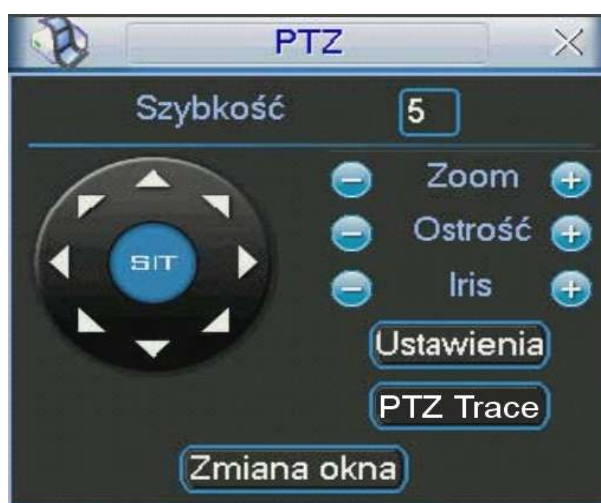 PTZ
Szybkość 5
Zoom
Ostrość
SIT
Iris
Ustawienia
PTZ Trace
Zmiana okna